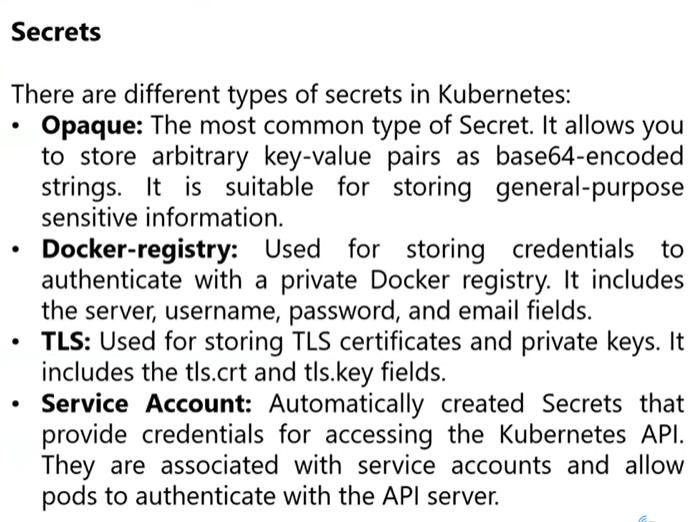 Secrets
There are different types of secrets in Kubernetes:
• Opaque: The most common type of Secret. It allows you
to store arbitrary key-value pairs as base64-encoded
strings. It is suitable for storing general-purpose
sensitive information.
• Docker-registry: Used for storing credentials to
authenticate with a private Docker registry. It includes
the server, username, password, and email fields.
• TLS: Used for storing TLS certificates and private keys. It
includes the tls.crt and tls.key fields.
• Service Account: Automatically created Secrets that
provide credentials for accessing the Kubernetes API.
They are associated with service accounts and allow
pods to authenticate with the API server.